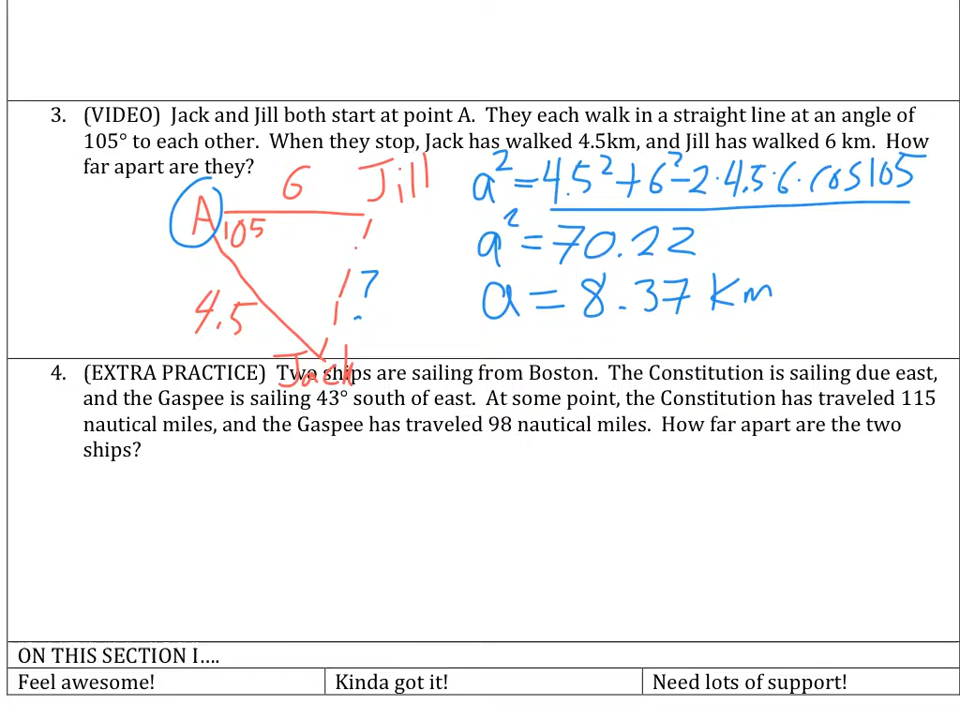 3. (VIDEO) Jack and Jill both start at point A. They each walk in a straight line at an angle of
105° to each other. When they stop, Jack has walked 4.5km, and Jill has walked 6 km. How
far apart are they?
6 Jill
A 105
?
4.5
Jack
a²=4.5²+6²-2·4.5·6·cos105
a²=70.22
a=8.37 km
4. (EXTRA PRACTICE) Two ships are sailing from Boston. The Constitution is sailing due east,
and the Gaspee is sailing 43° south of east. At some point, the Constitution has traveled 115
nautical miles, and the Gaspee has traveled 98 nautical miles. How far apart are the two
ships?
ON THIS SECTION I….
Feel awesome! Kinda got it! Need lots of support!